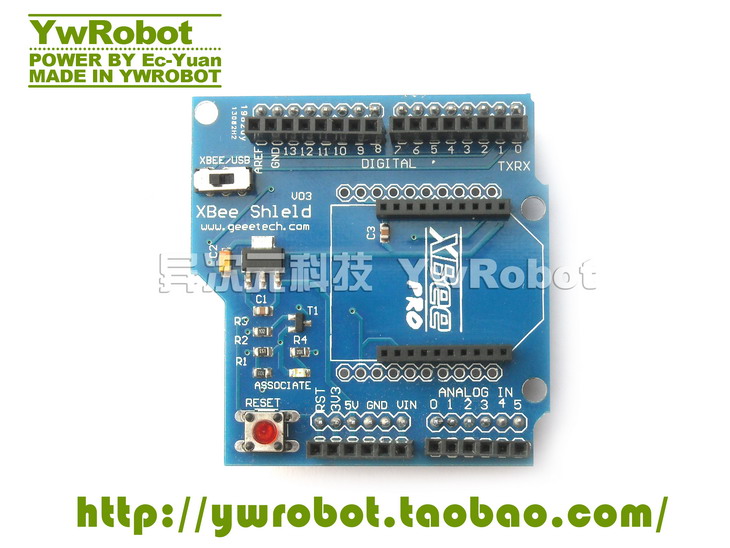 YwRobot
POWER BY Ec-Yuan
MADE IN YWROBOT
AREF
GND
13
12
11
10
9
8
7
6
5
4
3
2
1
0
DIGITAL
TXRX
XBEE/USB
V03
XBee Shield
www.geeetech.com
C2
C3
XBee
PRO
异次元科技 YwRobot
C1
T1
R3
R2
R4
R1
ASSOCIATE
RESET
RST
3V3
5V GND VIN
ANALOG IN
0 1 2 3 4 5
http://ywrobot.taobao.com/